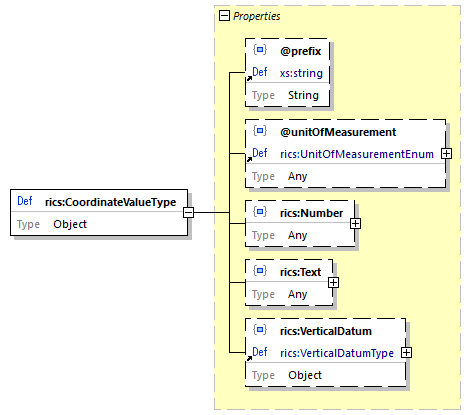 Properties
@prefix
Def xs:string
Type String
@unitOfMeasurement
Def rics:UnitOfMeasurementEnum
Type Any
Def rics:CoordinateValueType
Type Object
rics:Number
Type Any
rics:Text
Type Any
rics:VerticalDatum
Def rics:VerticalDatumType
Type Object